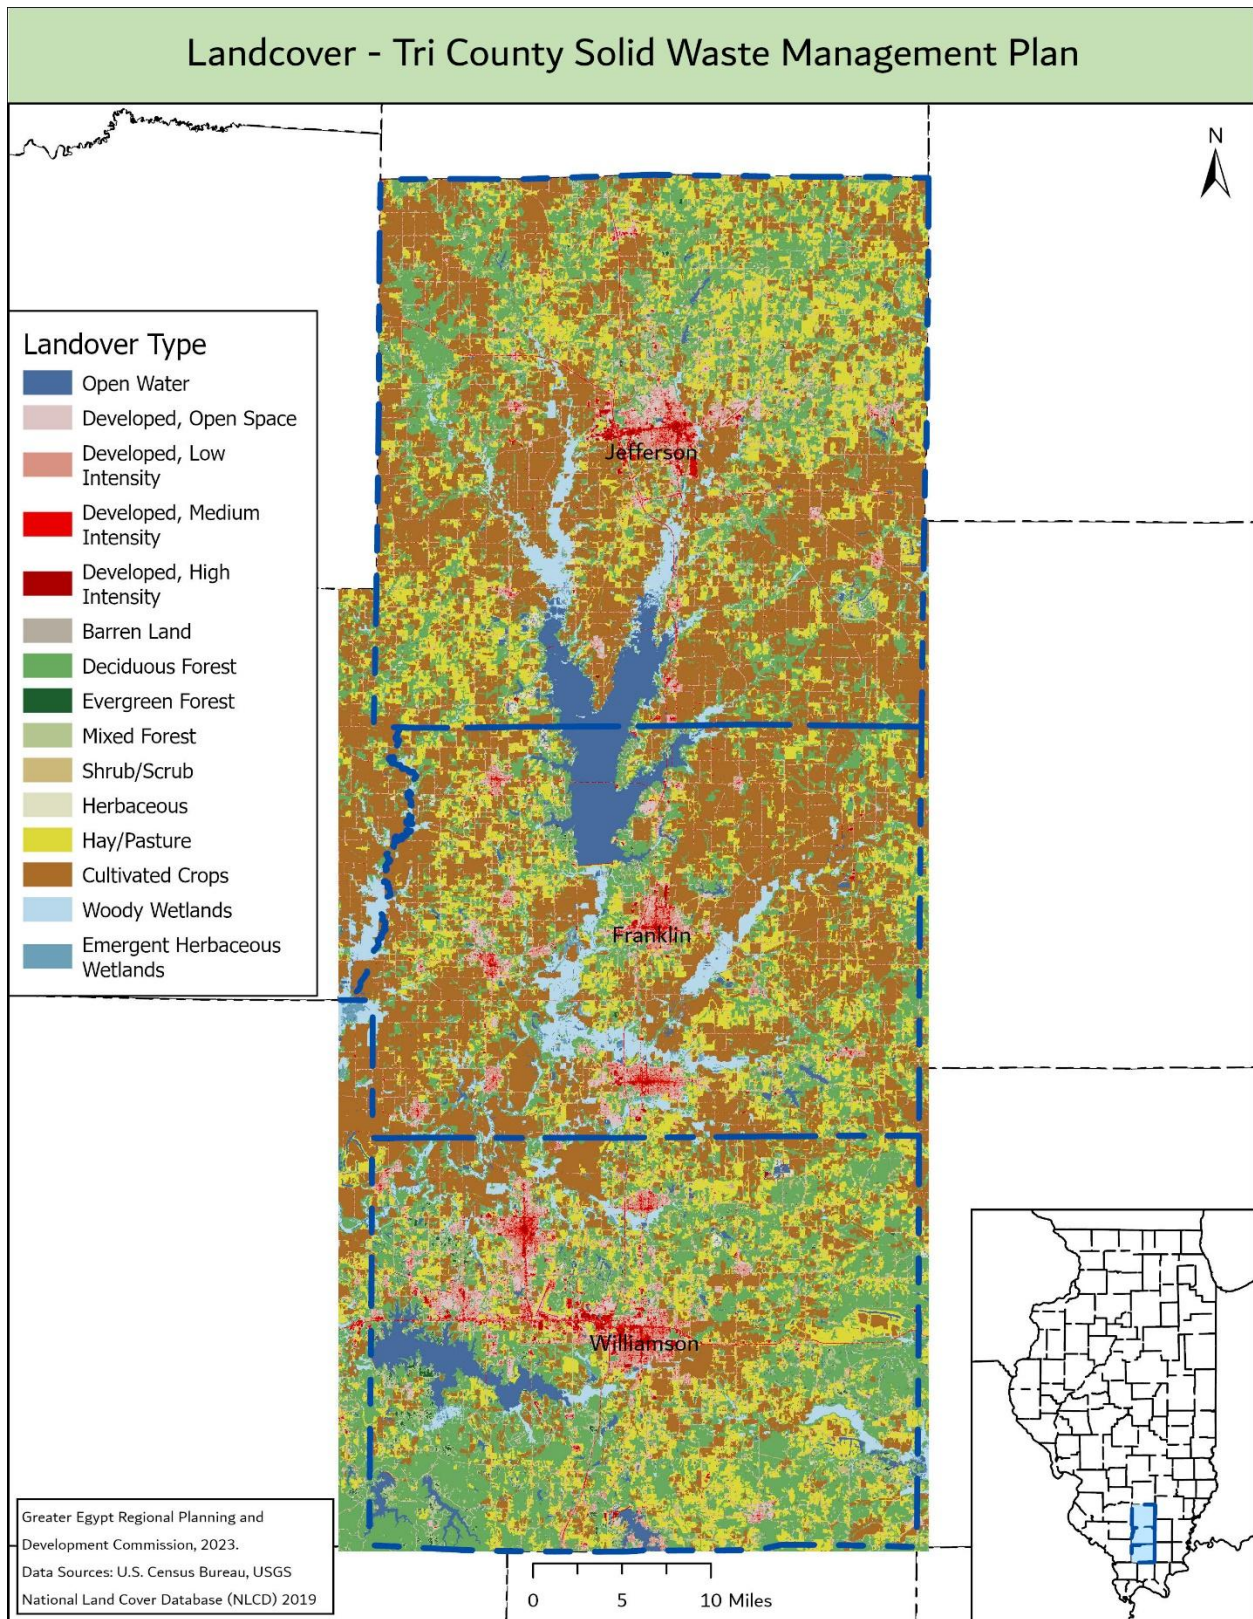 Landcover - Tri County Solid Waste Management Plan
N
Landover Type
Open Water
Developed, Open Space
Developed, Low
Intensity
Developed, Medium
Intensity
Developed, High
Intensity
Barren Land
Deciduous Forest
Evergreen Forest
Mixed Forest
Shrub/Scrub
Herbaceous
Hay/Pasture
Cultivated Crops
Woody Wetlands
Emergent Herbaceous
Wetlands
Jefferson
Franklin
Williamson
Greater Egypt Regional Planning and
Development Commission, 2023.
Data Sources: U.S. Census Bureau, USGS
National Land Cover Database (NLCD) 2019
0 5 10 Miles